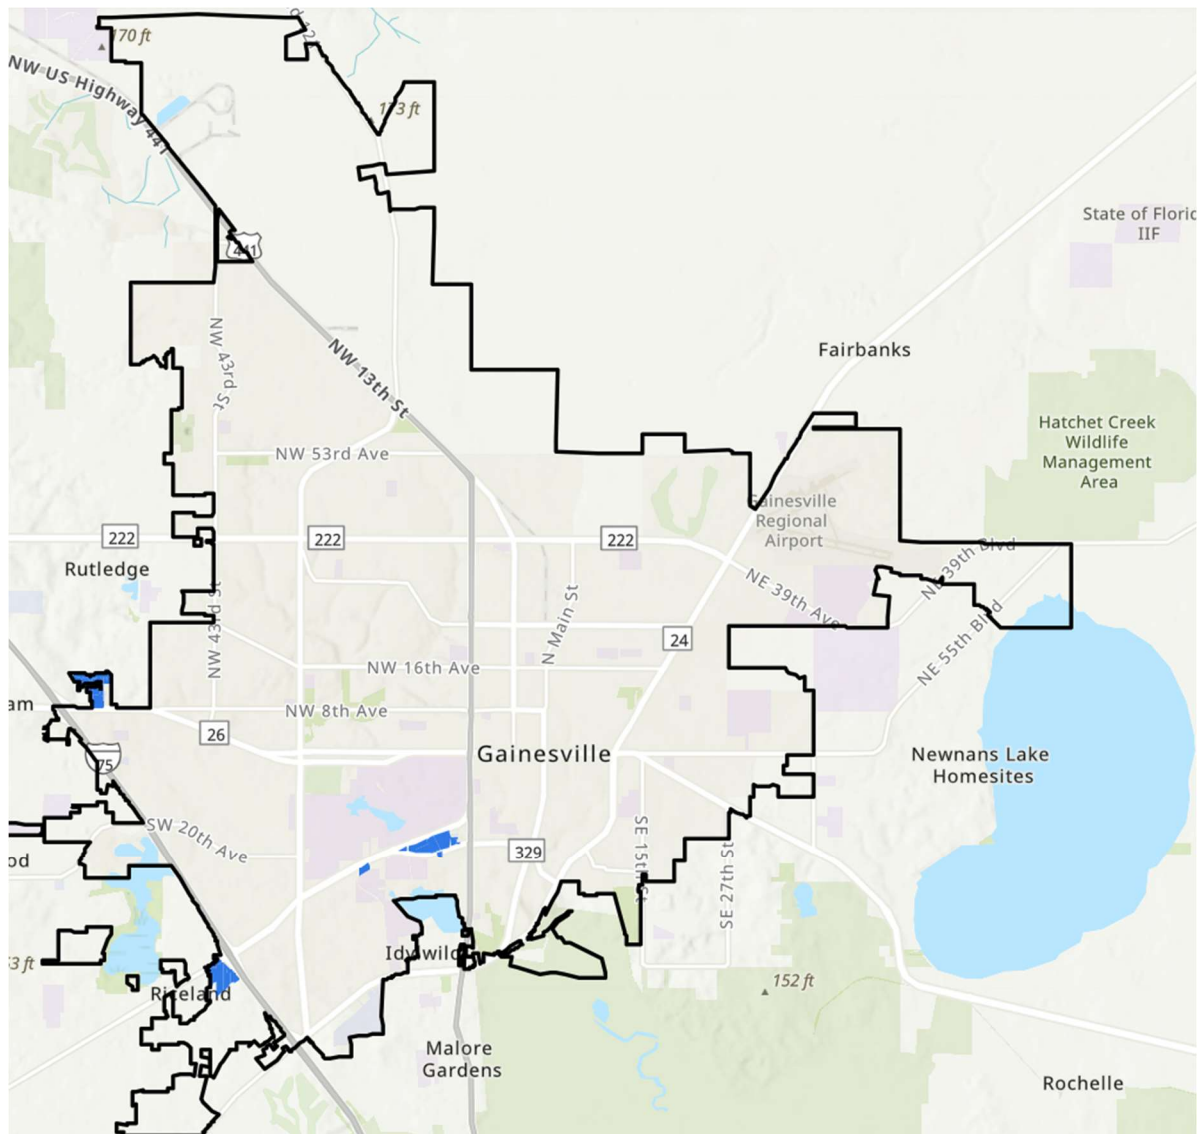 170 ft
NW US Highway 441
173 ft
State of Floric
IIF
441
NW 43rd St
NW 13th St
Fairbanks
Hatchet Creek
Wildlife
Management
Area
NW 53rd Ave
Gainesville
Regional
Airport
222
222
222
Rutledge
NE 39th Blvd
NE 39th Ave
NE 55th Blvd
N Main St
24
NW 43rd St
NW 16th Ave
am
NW 8th Ave
26
Gainesville
Newnans Lake
Homesites
75
SW 20th Ave
329
SE 15th St
SE 27th St
od
Idylwild
3 ft
152 ft
Riceland
Malore
Gardens
Rochelle